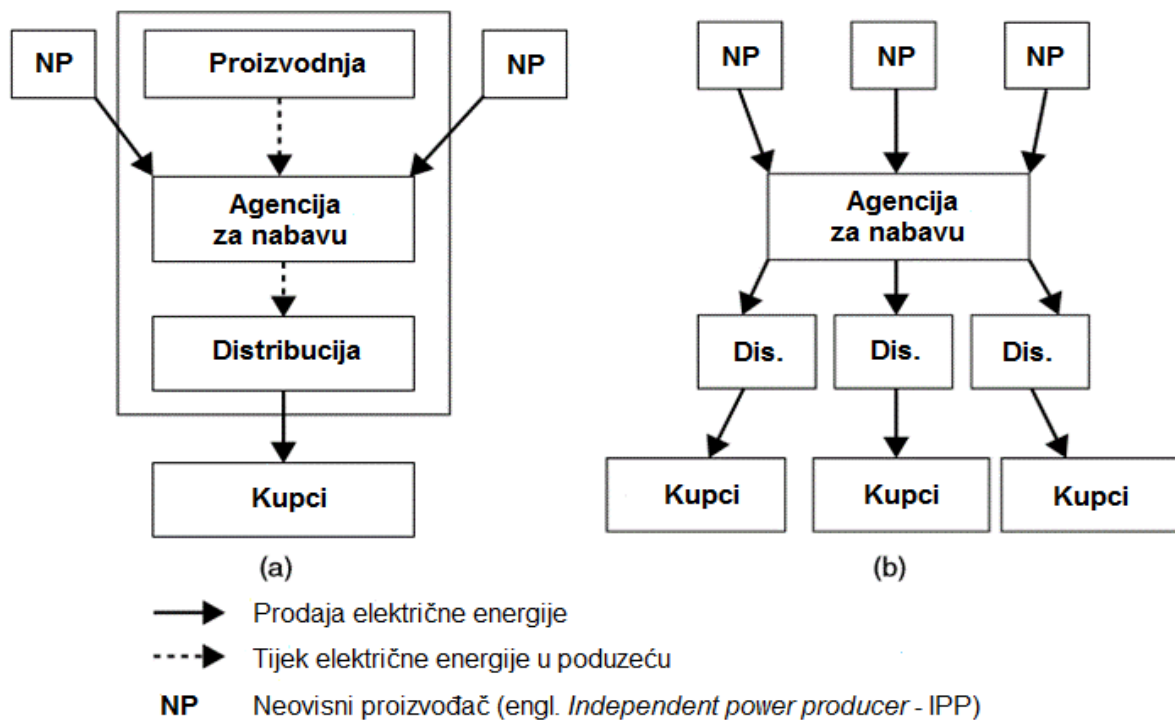 NP
Proizvodnja
NP
Agencija
za nabavu
Distribucija
Kupci
(a)
NP
NP
NP
Agencija
za nabavu
Dis.
Dis.
Dis.
Kupci
Kupci
Kupci
(b)
Prodaja električne energije
Tijek električne energije u poduzeću
NP Neovisni proizvođač (engl. Independent power producer - IPP)